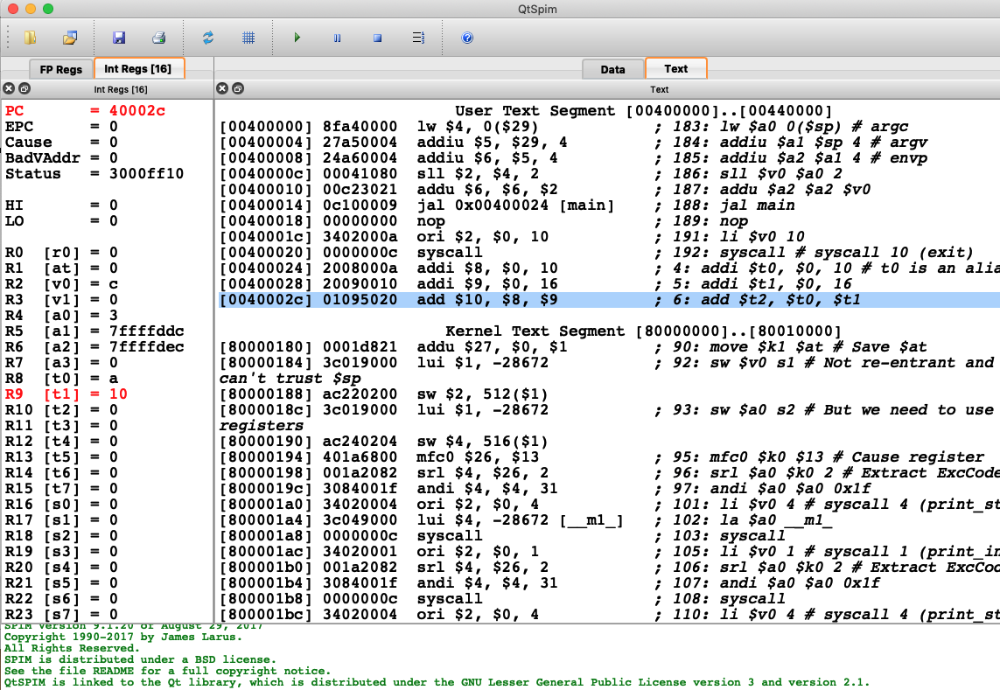 QtSpim
FP Regs
Int Regs [16]
Data
Text
Int Regs [16]
Text
PC = 40002c
EPC = 0
Cause = 0
BadVAddr = 0
Status = 3000ff10
HI = 0
LO = 0
R0 [r0] = 0
R1 [at] = 0
R2 [v0] = c
R3 [v1] = 0
R4 [a0] = 3
R5 [a1] = 7ffffddc
R6 [a2] = 7ffffdec
R7 [a3] = 0
R8 [t0] = a
R9 [t1] = 10
R10 [t2] = 0
R11 [t3] = 0
R12 [t4] = 0
R13 [t5] = 0
R14 [t6] = 0
R15 [t7] = 0
R16 [s0] = 0
R17 [s1] = 0
R18 [s2] = 0
R19 [s3] = 0
R20 [s4] = 0
R21 [s5] = 0
R22 [s6] = 0
R23 [s7] = 0
User Text Segment [00400000]..[00440000]
[00400000] 8fa40000 lw $4, 0($29) ; 183: lw $a0 0($sp) # argc
[00400004] 27a50004 addiu $5, $29, 4 ; 184: addiu $a1 $sp 4 # argv
[00400008] 24a60004 addiu $6, $5, 4 ; 185: addiu $a2 $a1 4 # envp
[0040000c] 00041080 sll $2, $4, 2 ; 186: sll $v0 $a0 2
[00400010] 00c23021 addu $6, $6, $2 ; 187: addu $a2 $a2 $v0
[00400014] 0c100009 jal 0x00400024 [main] ; 188: jal main
[00400018] 00000000 nop ; 189: nop
[0040001c] 3402000a ori $2, $0, 10 ; 191: li $v0 10
[00400020] 0000000c syscall ; 192: syscall # syscall 10 (exit)
[00400024] 2008000a addi $8, $0, 10 ; 4: addi $t0, $0, 10 # t0 is an alia
[00400028] 20090010 addi $9, $0, 16 ; 5: addi $t1, $0, 16
[0040002c] 01095020 add $10, $8, $9 ; 6: add $t2, $t0, $t1
Kernel Text Segment [80000000]..[80010000]
[80000180] 0001d821 addu $27, $0, $1 ; 90: move $k1 $at # Save $at
[80000184] 3c019000 lui $1, -28672 ; 92: sw $v0 s1 # Not re-entrant and
can't trust $sp
[80000188] ac220200 sw $2, 512($1)
[8000018c] 3c019000 lui $1, -28672 ; 93: sw $a0 s2 # But we need to use
registers
[80000190] ac240204 sw $4, 516($1)
[80000194] 401a6800 mfc0 $26, $13 ; 95: mfc0 $k0 $13 # Cause register
[80000198] 001a2082 srl $4, $26, 2 ; 96: srl $a0 $k0 2 # Extract ExcCode
[8000019c] 3084001f andi $4, $4, 31 ; 97: andi $a0 $a0 0x1f
[800001a0] 34020004 ori $2, $0, 4 ; 101: li $v0 4 # syscall 4 (print_st
[800001a4] 3c049000 lui $4, -28672 [__m1_] ; 102: la $a0 __m1_
[800001a8] 0000000c syscall ; 103: syscall
[800001ac] 34020001 ori $2, $0, 1 ; 105: li $v0 1 # syscall 1 (print_in
[800001b0] 001a2082 srl $4, $26, 2 ; 106: srl $a0 $k0 2 # Extract ExcCod
[800001b4] 3084001f andi $4, $4, 31 ; 107: andi $a0 $a0 0x1f
[800001b8] 0000000c syscall ; 108: syscall
[800001bc] 34020004 ori $2, $0, 4 ; 110: li $v0 4 # syscall 4 (print_st
SPIM Version 9.1.20 of August 29, 2017
Copyright 1990-2017 by James Larus.
All Rights Reserved.
SPIM is distributed under a BSD license.
See the file README for a full copyright notice.
QtSPIM is linked to the Qt library, which is distributed under the GNU Lesser General Public License version 3 and version 2.1.